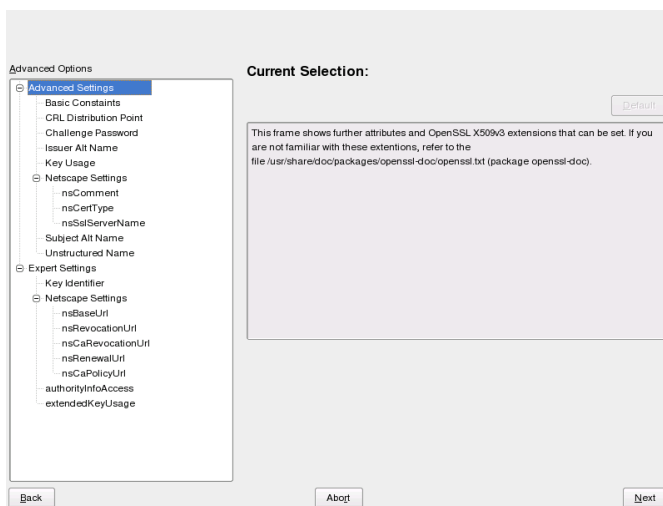 Advanced Options
Advanced Settings
Basic Constaints
CRL Distribution Point
Challenge Password
Issuer Alt Name
Key Usage
Netscape Settings
nsComment
nsCertType
nsSslServerName
Subject Alt Name
Unstructured Name
Expert Settings
Key Identifier
Netscape Settings
nsBaseUrl
nsRevocationUrl
nsCaRevocationUrl
nsRenewalUrl
nsCaPolicyUrl
authorityInfoAccess
extendedKeyUsage
Current Selection:
Default
This frame shows further attributes and OpenSSL X509v3 extensions that can be set. If you
are not familiar with these extentions, refer to the
file /usr/share/doc/packages/openssl-doc/openssl.txt (package openssl-doc).
Back
Abort
Next